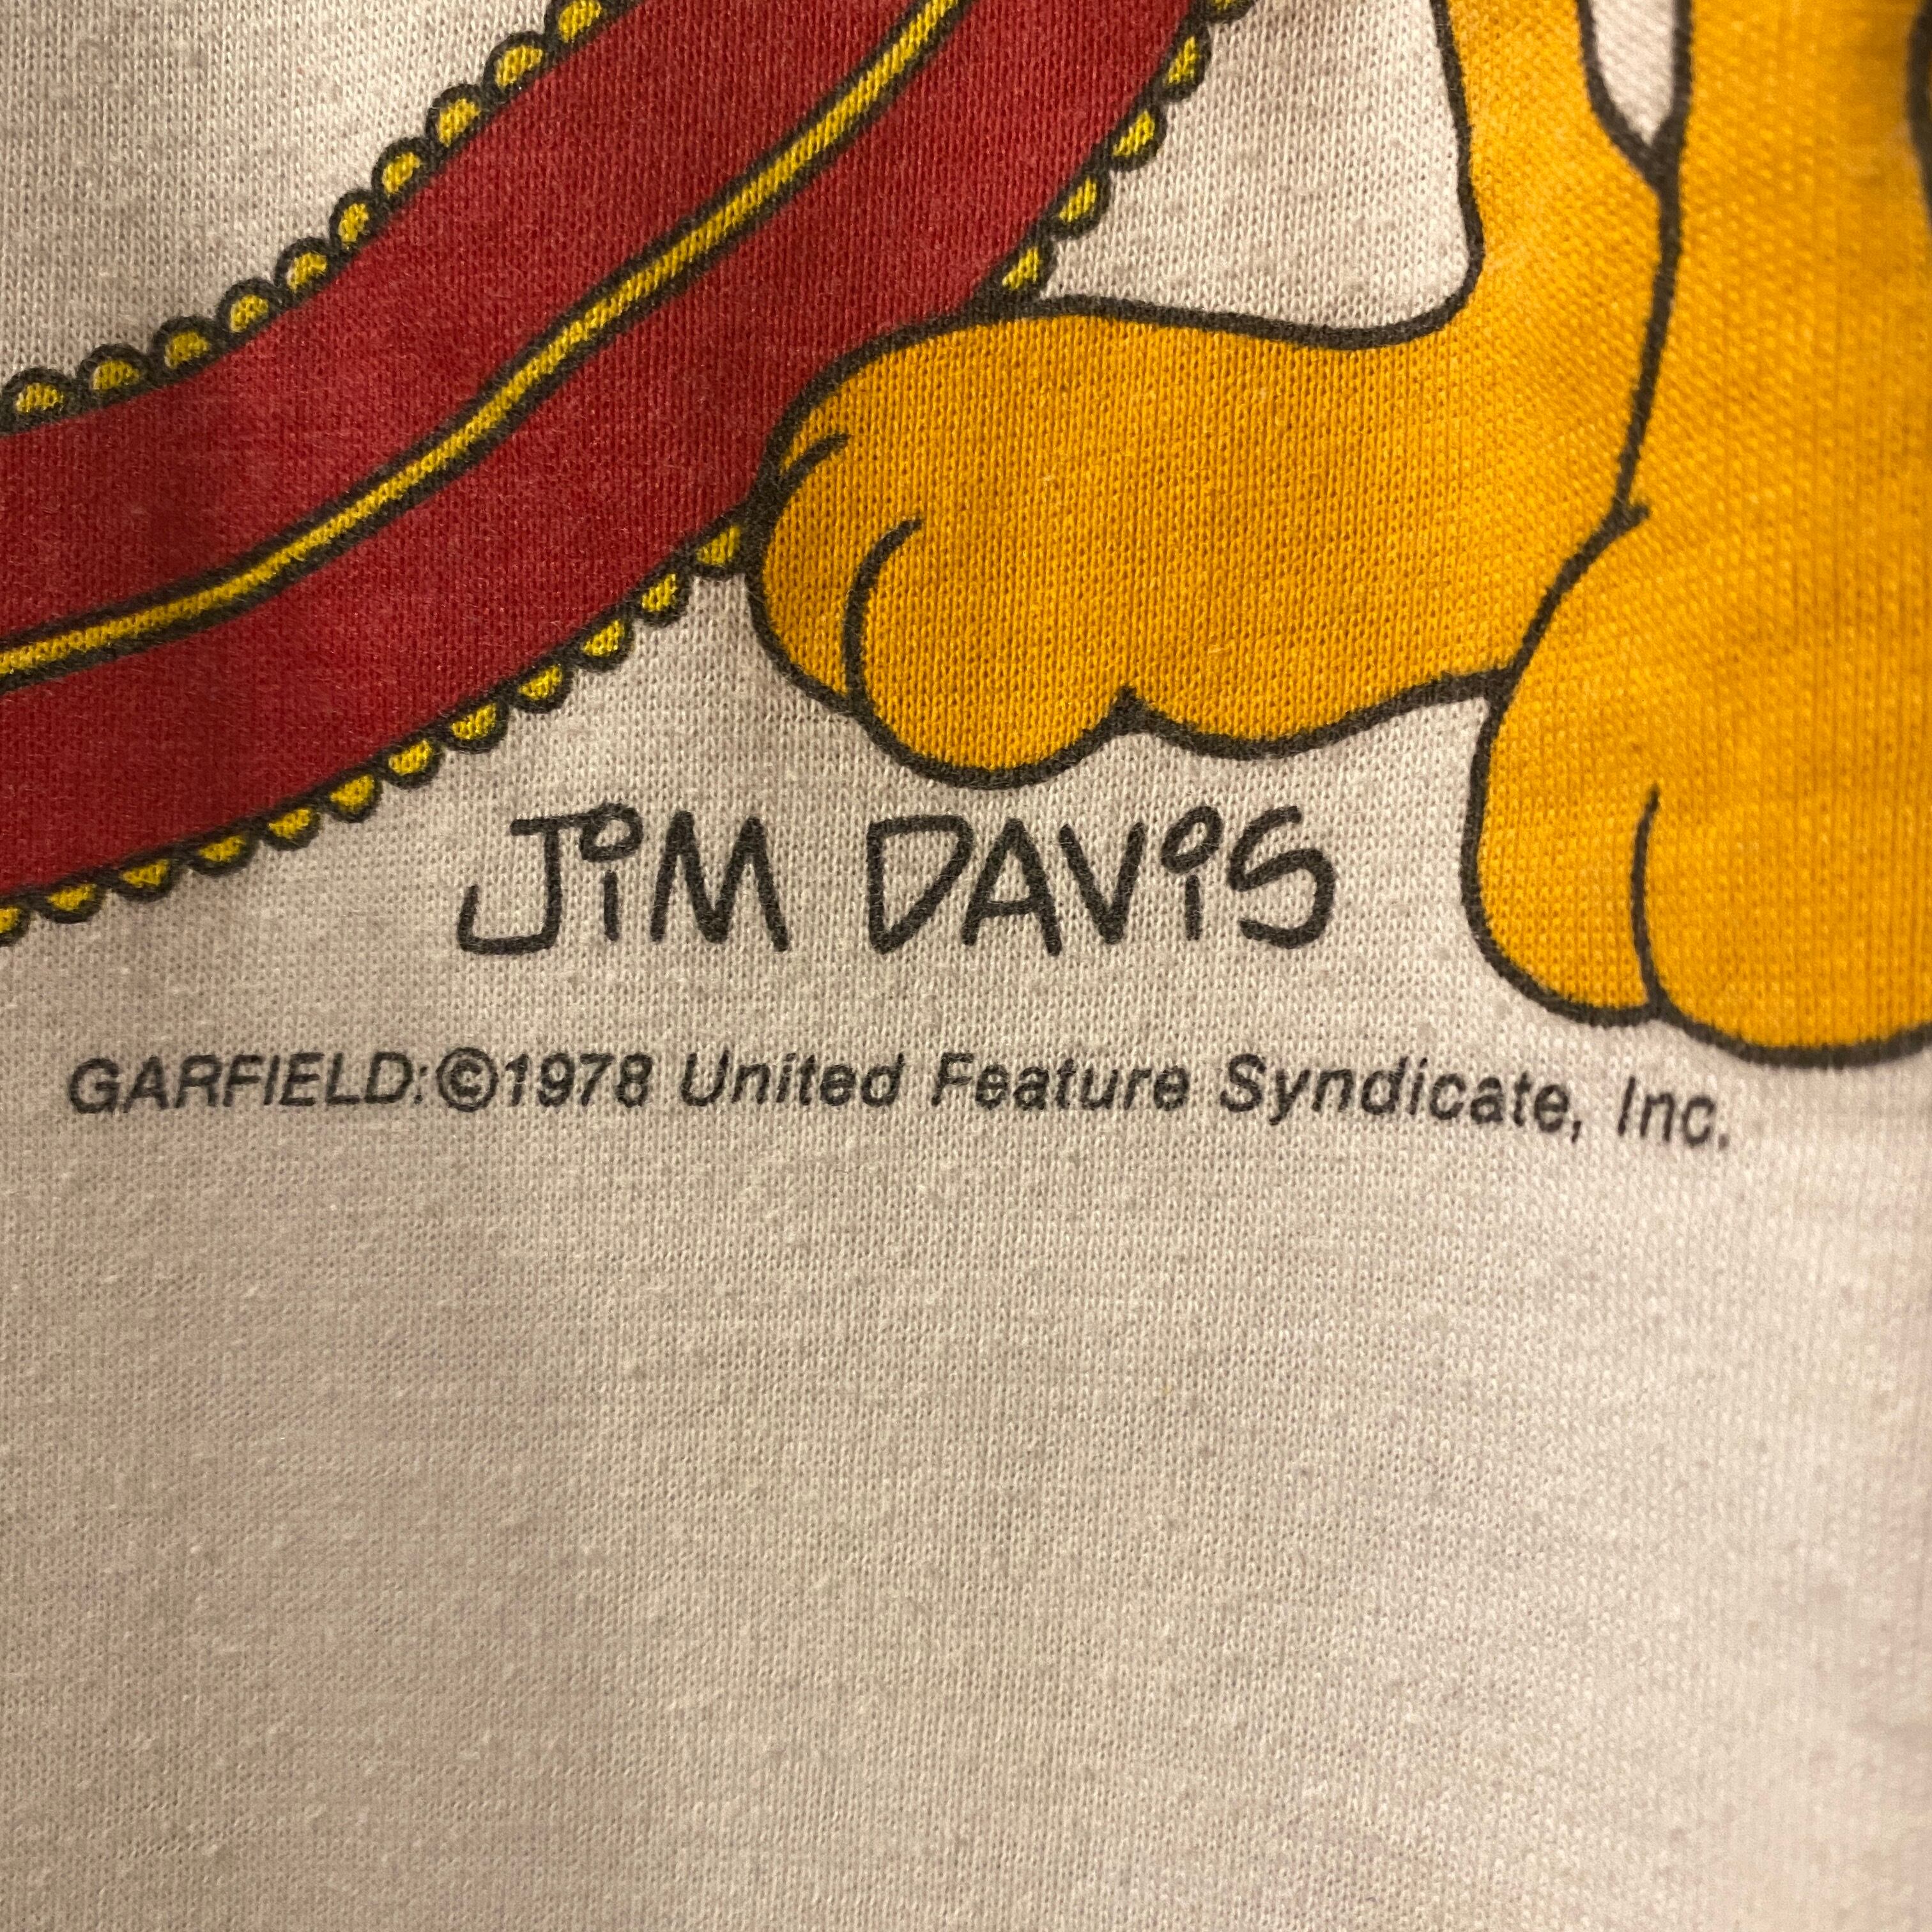 JiM DAViS
GARFIELD:©1978 United Feature Syndicate, Inc.